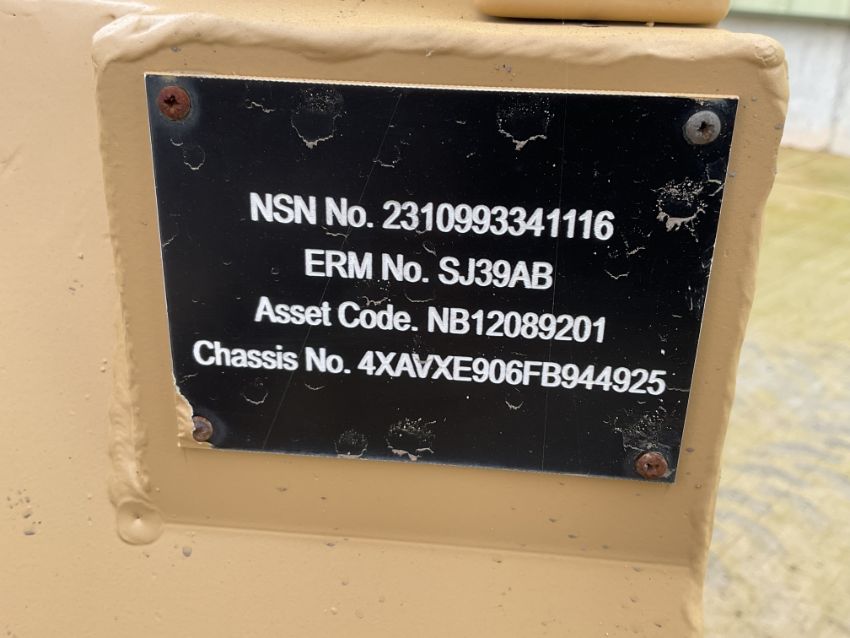 NSN No. 2310993341116
ERM No. SJ39AB
Asset Code. NB12089201
Chassis No. 4XAVXE906FB944925